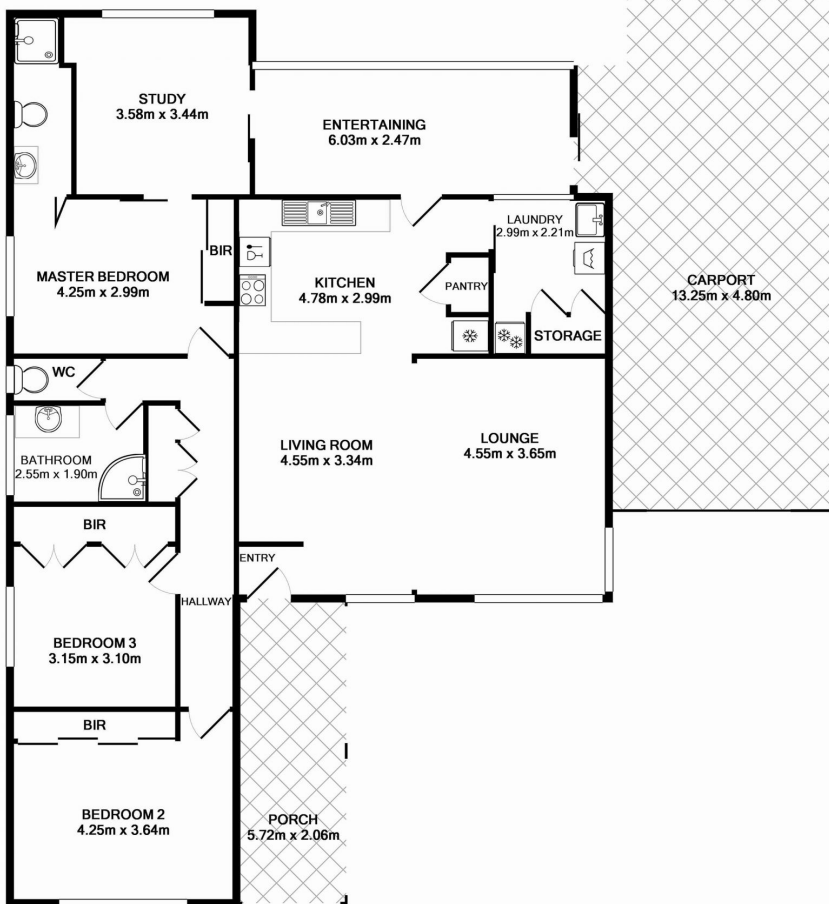 STUDY
3.58m x 3.44m
ENTERTAINING
6.03m x 2.47m
LAUNDRY
2.99m x 2.21m
BIR
MASTER BEDROOM
4.25m x 2.99m
KITCHEN
4.78m x 2.99m
PANTRY
CARPORT
13.25m x 4.80m
STORAGE
WC
BATHROOM
2.55m x 1.90m
LIVING ROOM
4.55m x 3.34m
LOUNGE
4.55m x 3.65m
BIR
ENTRY
HALLWAY
BEDROOM 3
3.15m x 3.10m
BIR
BEDROOM 2
4.25m x 3.64m
PORCH
5.72m x 2.06m